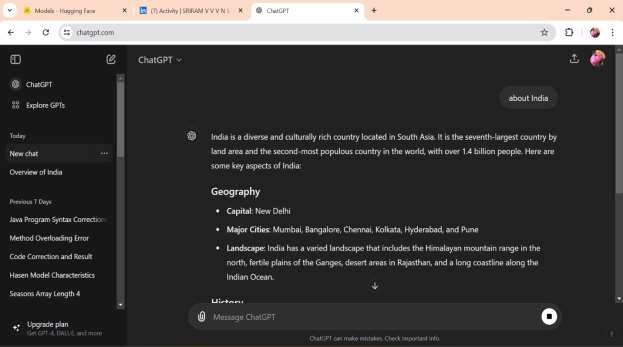 Models - Hugging Face
(7) Activity | SRIRAM V V V N S
ChatGPT
chatgpt.com
ChatGPT
Explore GPTs
Today
New chat
Overview of India
Previous 7 Days
Java Program Syntax Correction
Method Overloading Error
Code Correction and Result
Hasen Model Characteristics
Seasons Array Length 4
Upgrade plan
Get GPT-4, DALL·E, and more
ChatGPT
about India
India is a diverse and culturally rich country located in South Asia. It is the seventh-largest country by
land area and the second-most populous country in the world, with over 1.4 billion people. Here are
some key aspects of India:
Geography
• Capital: New Delhi
• Major Cities: Mumbai, Bangalore, Chennai, Kolkata, Hyderabad, and Pune
• Landscape: India has a varied landscape that includes the Himalayan mountain range in the
north, fertile plains of the Ganges, desert areas in Rajasthan, and a long coastline along the
Indian Ocean.
History
Message ChatGPT
ChatGPT can make mistakes. Check important info.